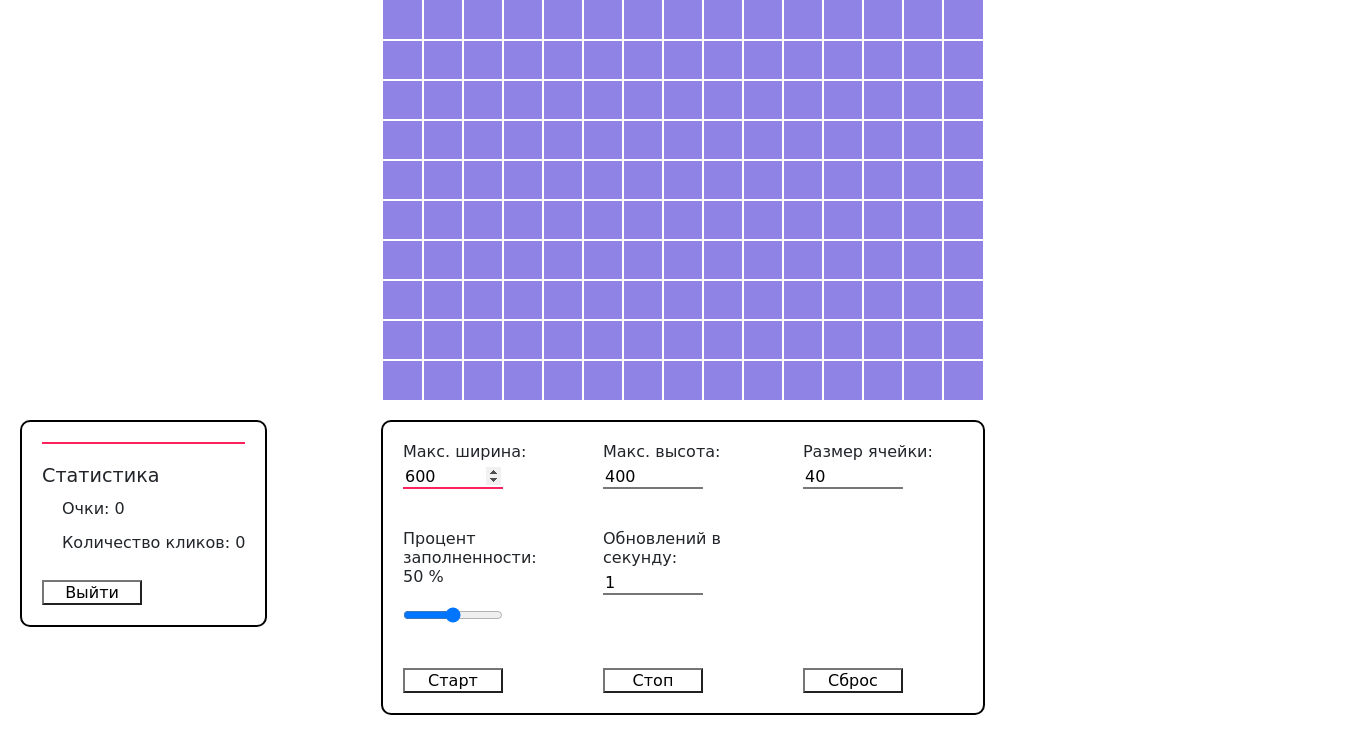 Статистика
Очки: 0
Количество кликов: 0
Выйти
Макс. ширина:
600
Макс. высота:
400
Размер ячейки:
40
Процент
заполненности:
50 %
Обновлений в
секунду:
1
Старт
Стоп
Сброс